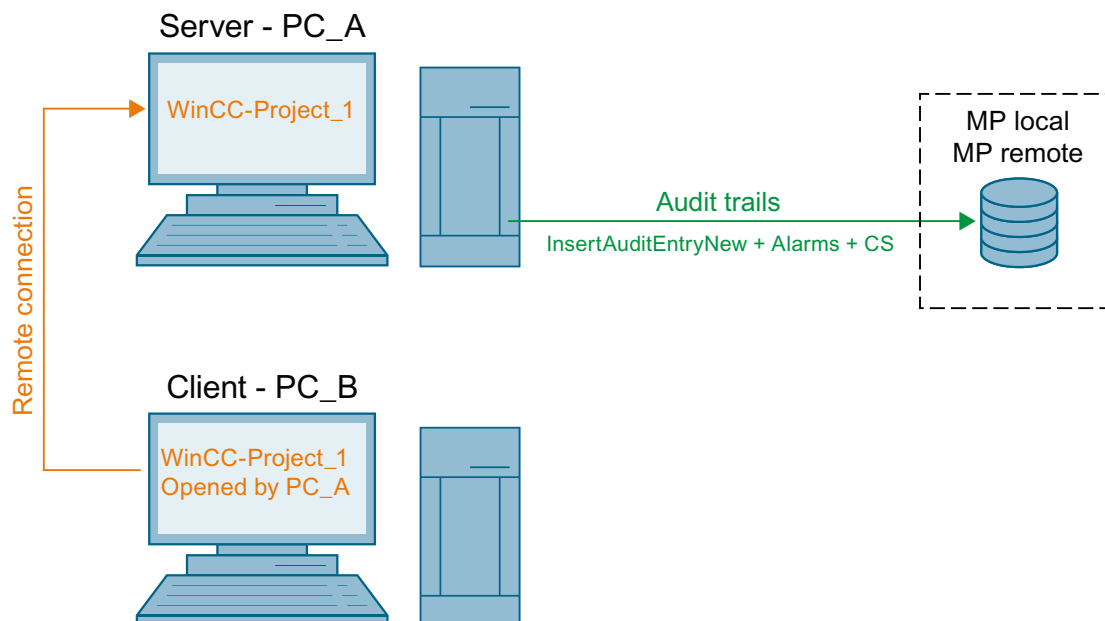 Server - PC_A
WinCC-Project_1
MP local
MP remote
Audit trails
InsertAuditEntryNew + Alarms + CS
Remote connection
Client - PC_B
WinCC-Project_1
Opened by PC_A